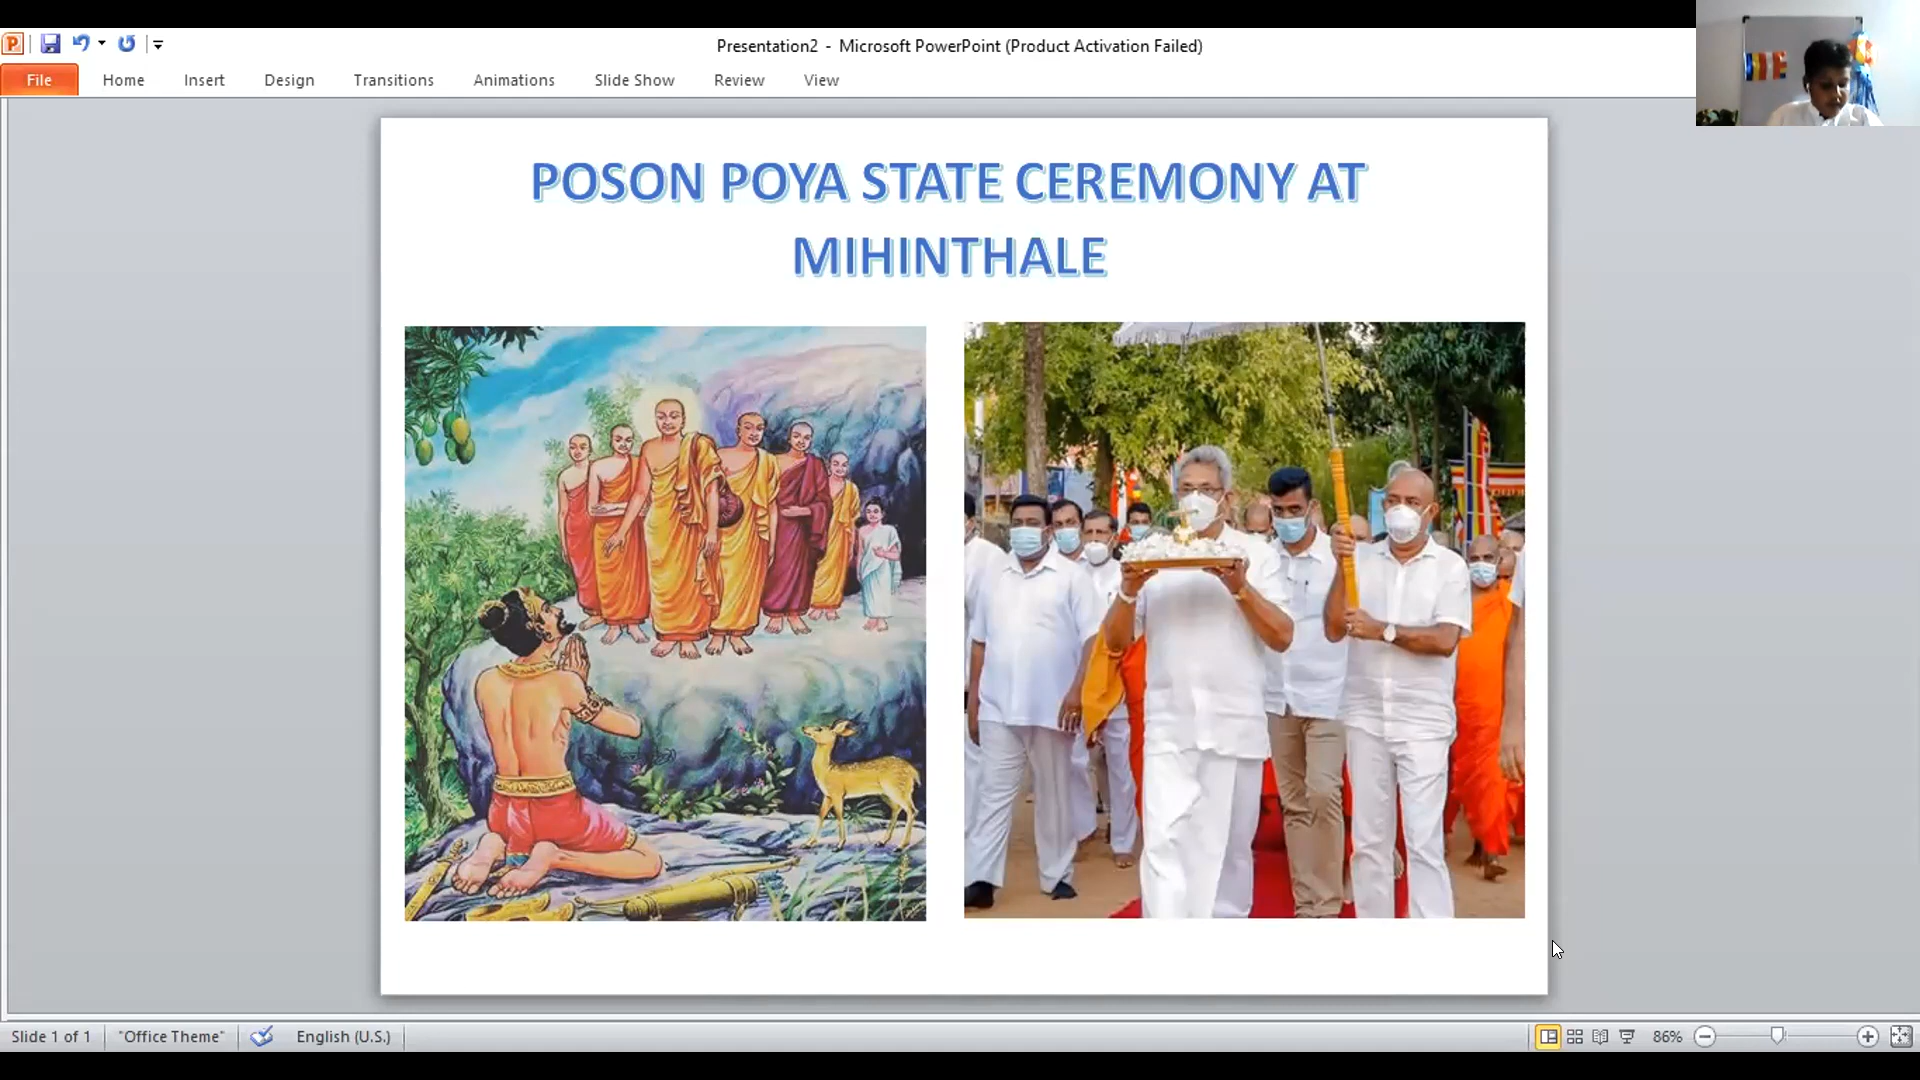 Presentation2 - Microsoft PowerPoint (Product Activation Failed)
File Home Insert Design Transitions Animations Slide Show Review View
POSON POYA STATE CEREMONY AT
MIHINTHALE
Slide 1 of 1 "Office Theme" English (U.S.) 86%